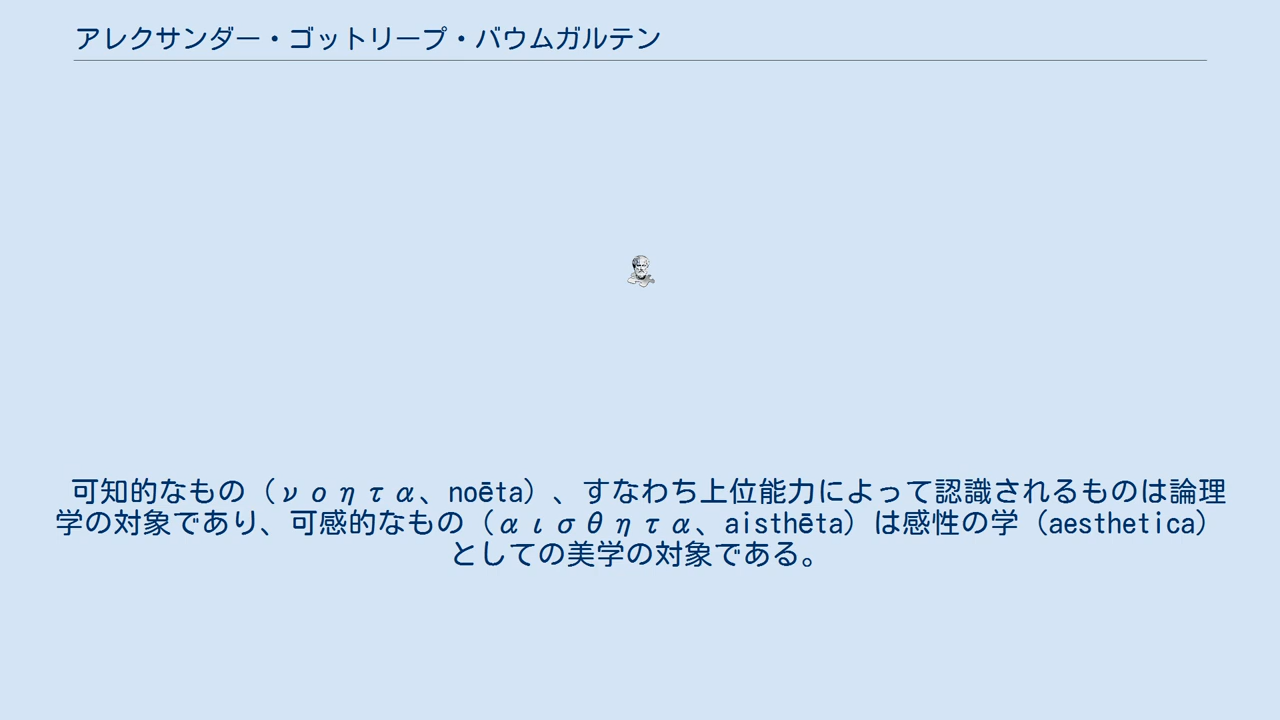 アレクサンダー・ゴットリープ・バウムガルテン
可知的なもの（νοητα、noēta）、すなわち上位能力によって認識されるものは論理
学の対象であり、可感的なもの（αισθητα、aisthēta）は感性の学（aesthetica）
としての美学の対象である。